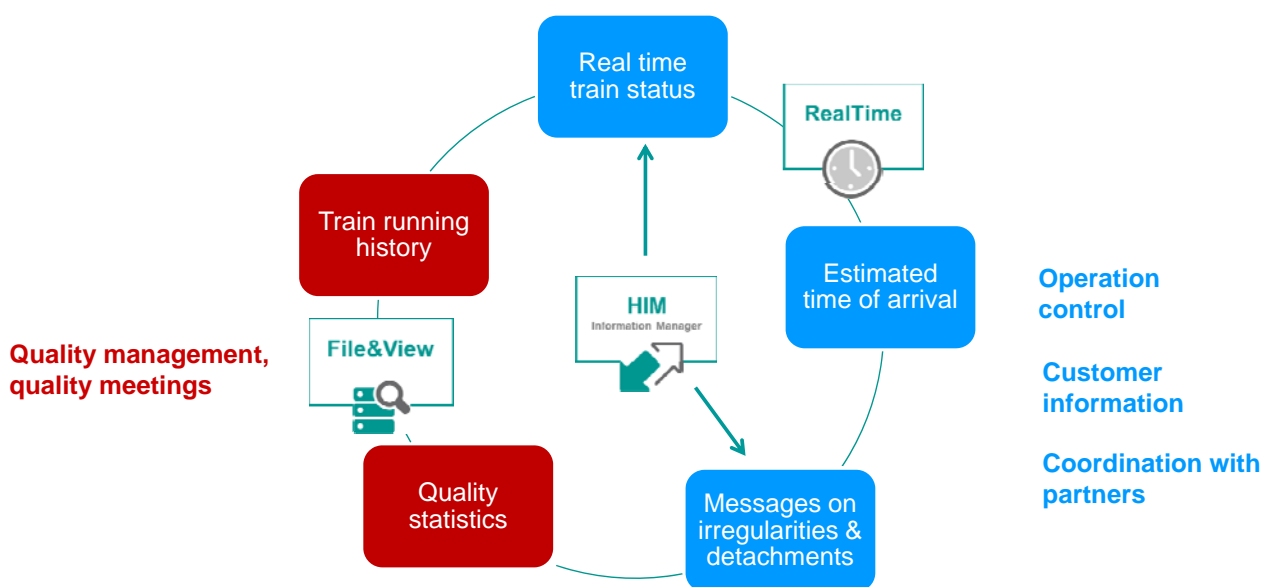 Real time
train status
RealTime
Train running
history
Estimated
time of arrival
HIM
Information Manager
File&View
Quality management,
quality meetings
Operation
control
Customer
information
Coordination with
partners
Quality
statistics
Messages on
irregularities &
detachments